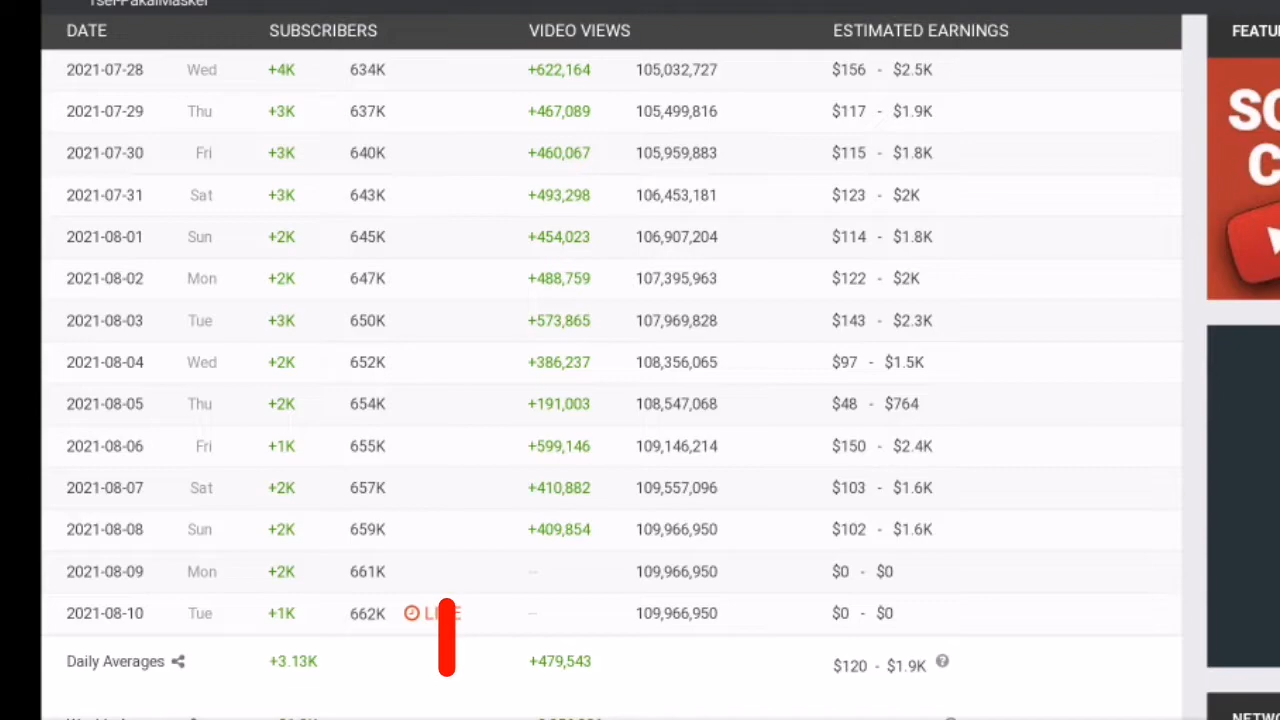 Tsel-PakaiMasker
DATE SUBSCRIBERS VIDEO VIEWS ESTIMATED EARNINGS
2021-07-28 Wed +4K 634K +622,164 105,032,727 $156 - $2.5K
2021-07-29 Thu +3K 637K +467,089 105,499,816 $117 - $1.9K
2021-07-30 Fri +3K 640K +460,067 105,959,883 $115 - $1.8K
2021-07-31 Sat +3K 643K +493,298 106,453,181 $123 - $2K
2021-08-01 Sun +2K 645K +454,023 106,907,204 $114 - $1.8K
2021-08-02 Mon +2K 647K +488,759 107,395,963 $122 - $2K
2021-08-03 Tue +3K 650K +573,865 107,969,828 $143 - $2.3K
2021-08-04 Wed +2K 652K +386,237 108,356,065 $97 - $1.5K
2021-08-05 Thu +2K 654K +191,003 108,547,068 $48 - $764
2021-08-06 Fri +1K 655K +599,146 109,146,214 $150 - $2.4K
2021-08-07 Sat +2K 657K +410,882 109,557,096 $103 - $1.6K
2021-08-08 Sun +2K 659K +409,854 109,966,950 $102 - $1.6K
2021-08-09 Mon +2K 661K -- 109,966,950 $0 - $0
2021-08-10 Tue +1K 662K LIVE -- 109,966,950 $0 - $0
Daily Averages +3.13K +479,543 $120 - $1.9K
FEATU
SO
C